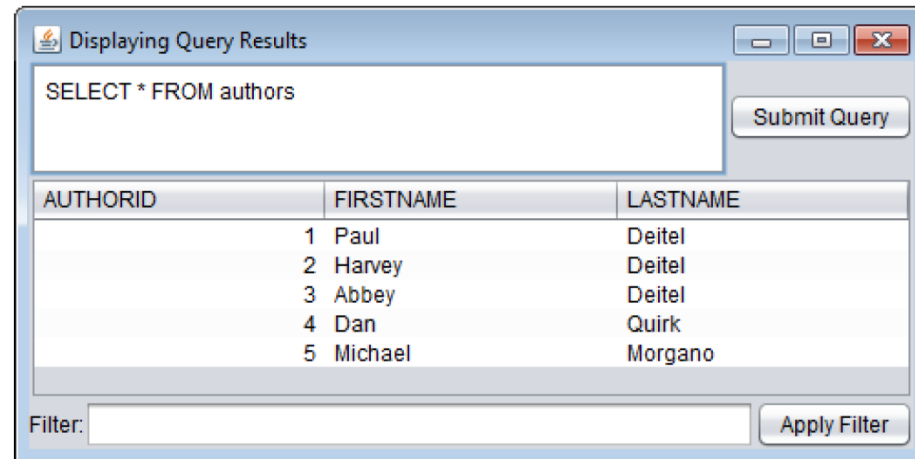 Displaying Query Results
SELECT * FROM authors
Submit Query
AUTHORID FIRSTNAME LASTNAME
1 Paul Deitel
2 Harvey Deitel
3 Abbey Deitel
4 Dan Quirk
5 Michael Morgano
Filter: Apply Filter